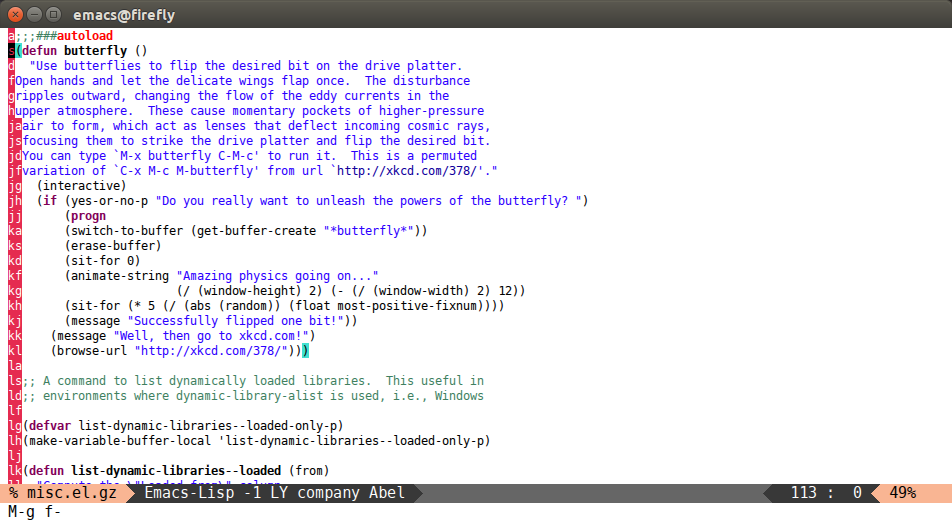 emacs@firefly
a;;;###autoload
s(defun butterfly ()
d  "Use butterflies to flip the desired bit on the drive platter.
fOpen hands and let the delicate wings flap once.  The disturbance
gripples outward, changing the flow of the eddy currents in the
hupper atmosphere.  These cause momentary pockets of higher-pressure
jaair to form, which act as lenses that deflect incoming cosmic rays,
jsfocusing them to strike the drive platter and flip the desired bit.
jdYou can type `M-x butterfly C-M-c' to run it.  This is a permuted
jfvariation of `C-x M-c M-butterfly' from url `http://xkcd.com/378/'."
jg  (interactive)
jh  (if (yes-or-no-p "Do you really want to unleash the powers of the butterfly? ")
jj      (progn
ka      (switch-to-buffer (get-buffer-create "*butterfly*"))
ks      (erase-buffer)
kd      (sit-for 0)
kf      (animate-string "Amazing physics going on..."
kg                      (/ (window-height) 2) (- (/ (window-width) 2) 12))
kh      (sit-for (* 5 (/ (abs (random)) (float most-positive-fixnum))))
kj      (message "Successfully flipped one bit!"))
kk    (message "Well, then go to xkcd.com!")
kl    (browse-url "http://xkcd.com/378/")))
la
ls;; A command to list dynamically loaded libraries.  This useful in
ld;; environments where dynamic-library-alist is used, i.e., Windows
lf
lg(defvar list-dynamic-libraries--loaded-only-p)
lh(make-variable-buffer-local 'list-dynamic-libraries--loaded-only-p)
lj
lk(defun list-dynamic-libraries--loaded (from)
ll  "Compute the \"Loaded from\" column
% misc.el.gz Emacs-Lisp -1 LY company Abel 113 :  0 49%
M-g f-